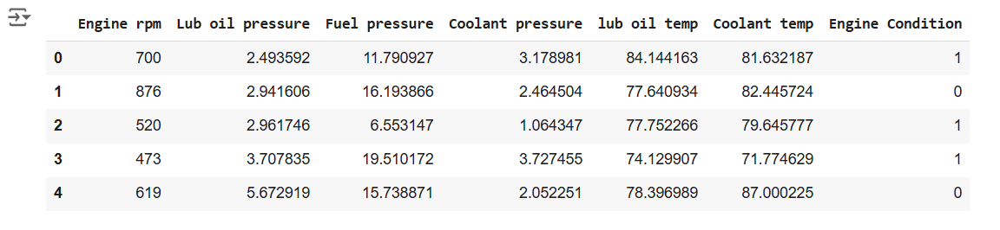 Engine rpm Lub oil pressure Fuel pressure Coolant pressure lub oil temp Coolant temp Engine Condition
0 700 2.493592 11.790927 3.178981 84.144163 81.632187 1
1 876 2.941606 16.193866 2.464504 77.640934 82.445724 0
2 520 2.961746 6.553147 1.064347 77.752266 79.645777 1
3 473 3.707835 19.510172 3.727455 74.129907 71.774629 1
4 619 5.672919 15.738871 2.052251 78.396989 87.000225 0